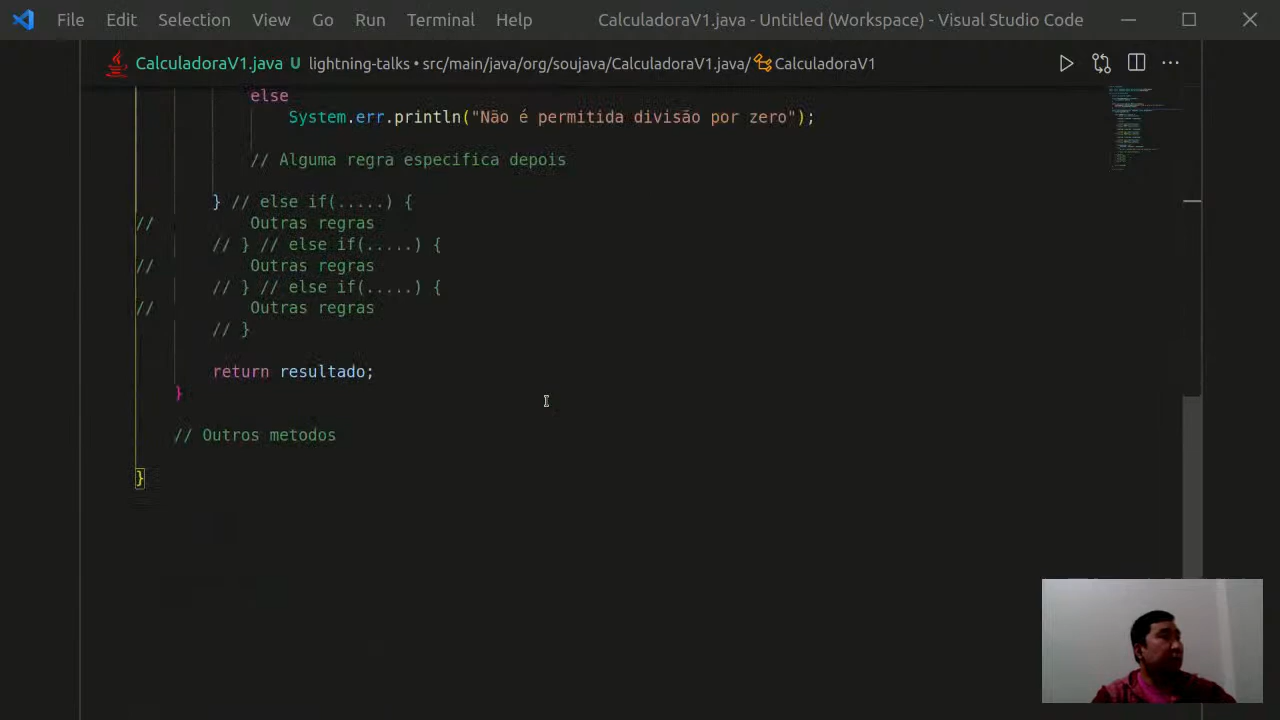 File Edit Selection View Go Run Terminal Help CalculadoraV1.java - Untitled (Workspace) - Visual Studio Code
CalculadoraV1.java U lightning-talks • src/main/java/org/soujava/CalculadoraV1.java/ CalculadoraV1
else
System.err.println("Não é permitida divisão por zero");
// Alguma regra especifica depois
} // else if(.....) {
// Outras regras
// } // else if(.....) {
// Outras regras
// } // else if(.....) {
// Outras regras
// }
return resultado;
}
// Outros metodos
}